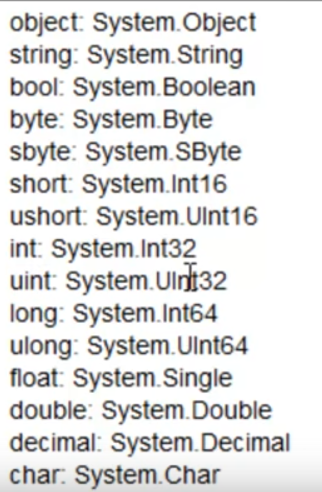 object: System.Object
string: System.String
bool: System.Boolean
byte: System.Byte
sbyte: System.SByte
short: System.Int16
ushort: System.UInt16
int: System.Int32
uint: System.UInt32
long: System.Int64
ulong: System.UInt64
float: System.Single
double: System.Double
decimal: System.Decimal
char: System.Char